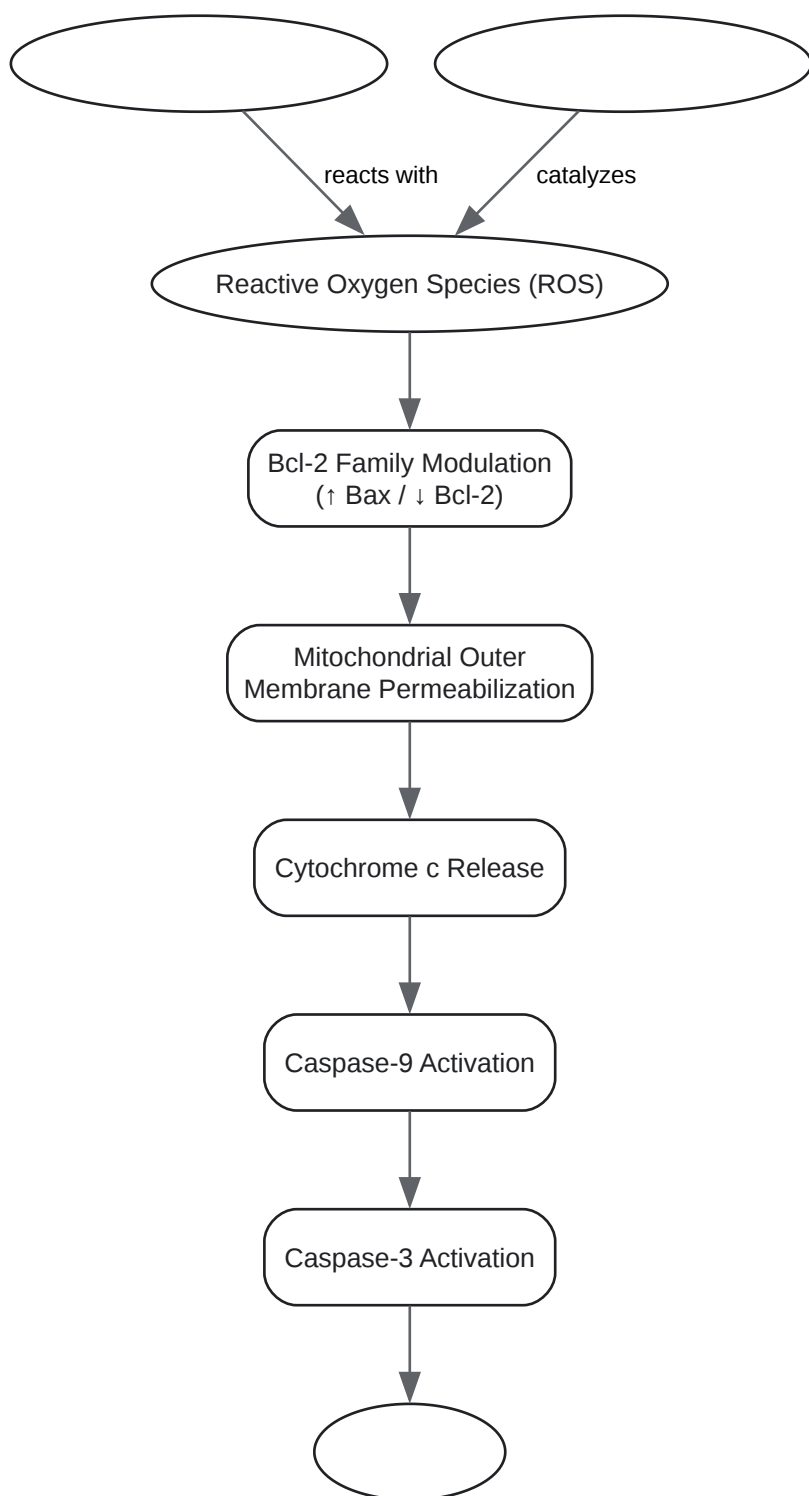 reacts with
catalyzes
Reactive Oxygen Species (ROS)
Bcl-2 Family Modulation
(↑ Bax / ↓ Bcl-2)
Mitochondrial Outer
Membrane Permeabilization
Cytochrome c Release
Caspase-9 Activation
Caspase-3 Activation